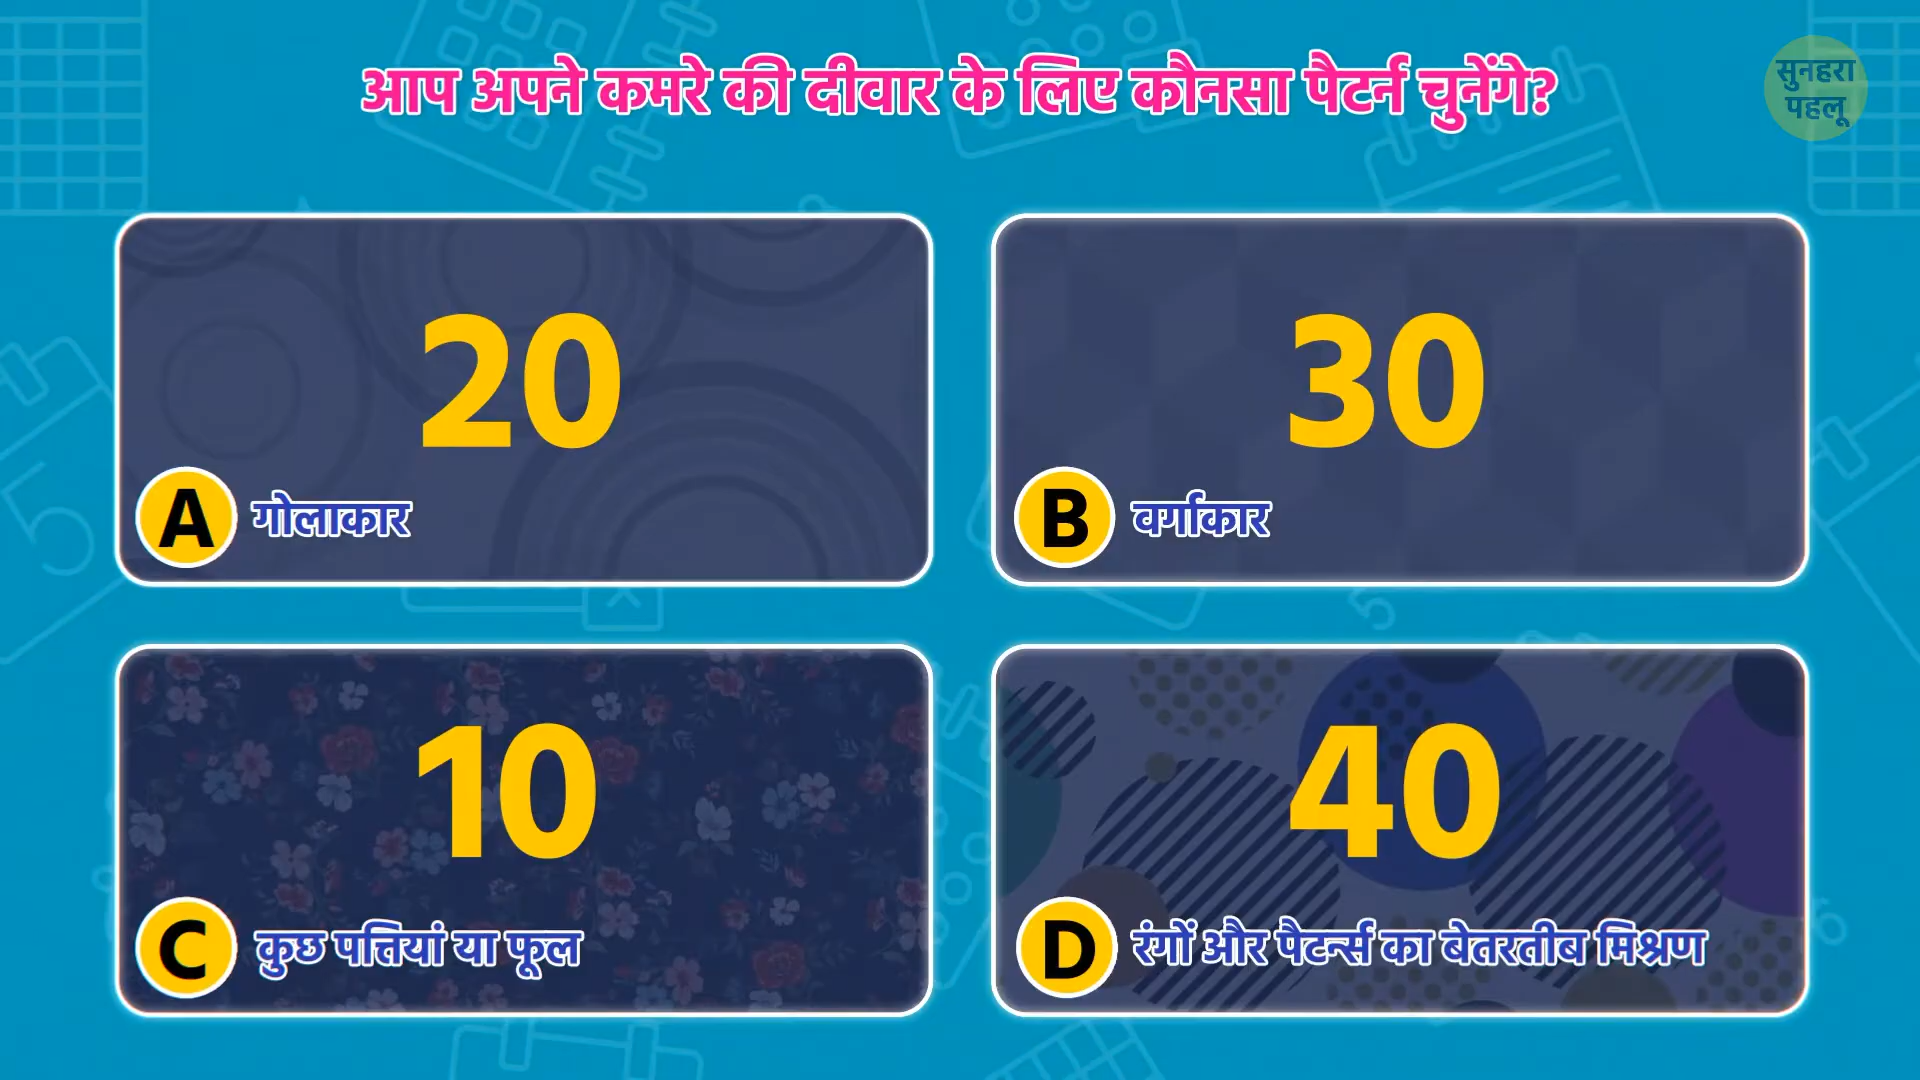 आप अपने कमरे की दीवार के लिए कौनसा पैटर्न चुनेंगे?
सुनहरा
पहलू
20
A गोलाकार
30
B वर्गाकार
10
C कुछ पत्तियां या फूल
40
D रंगों और पैटर्न्स का बेतरतीब मिश्रण